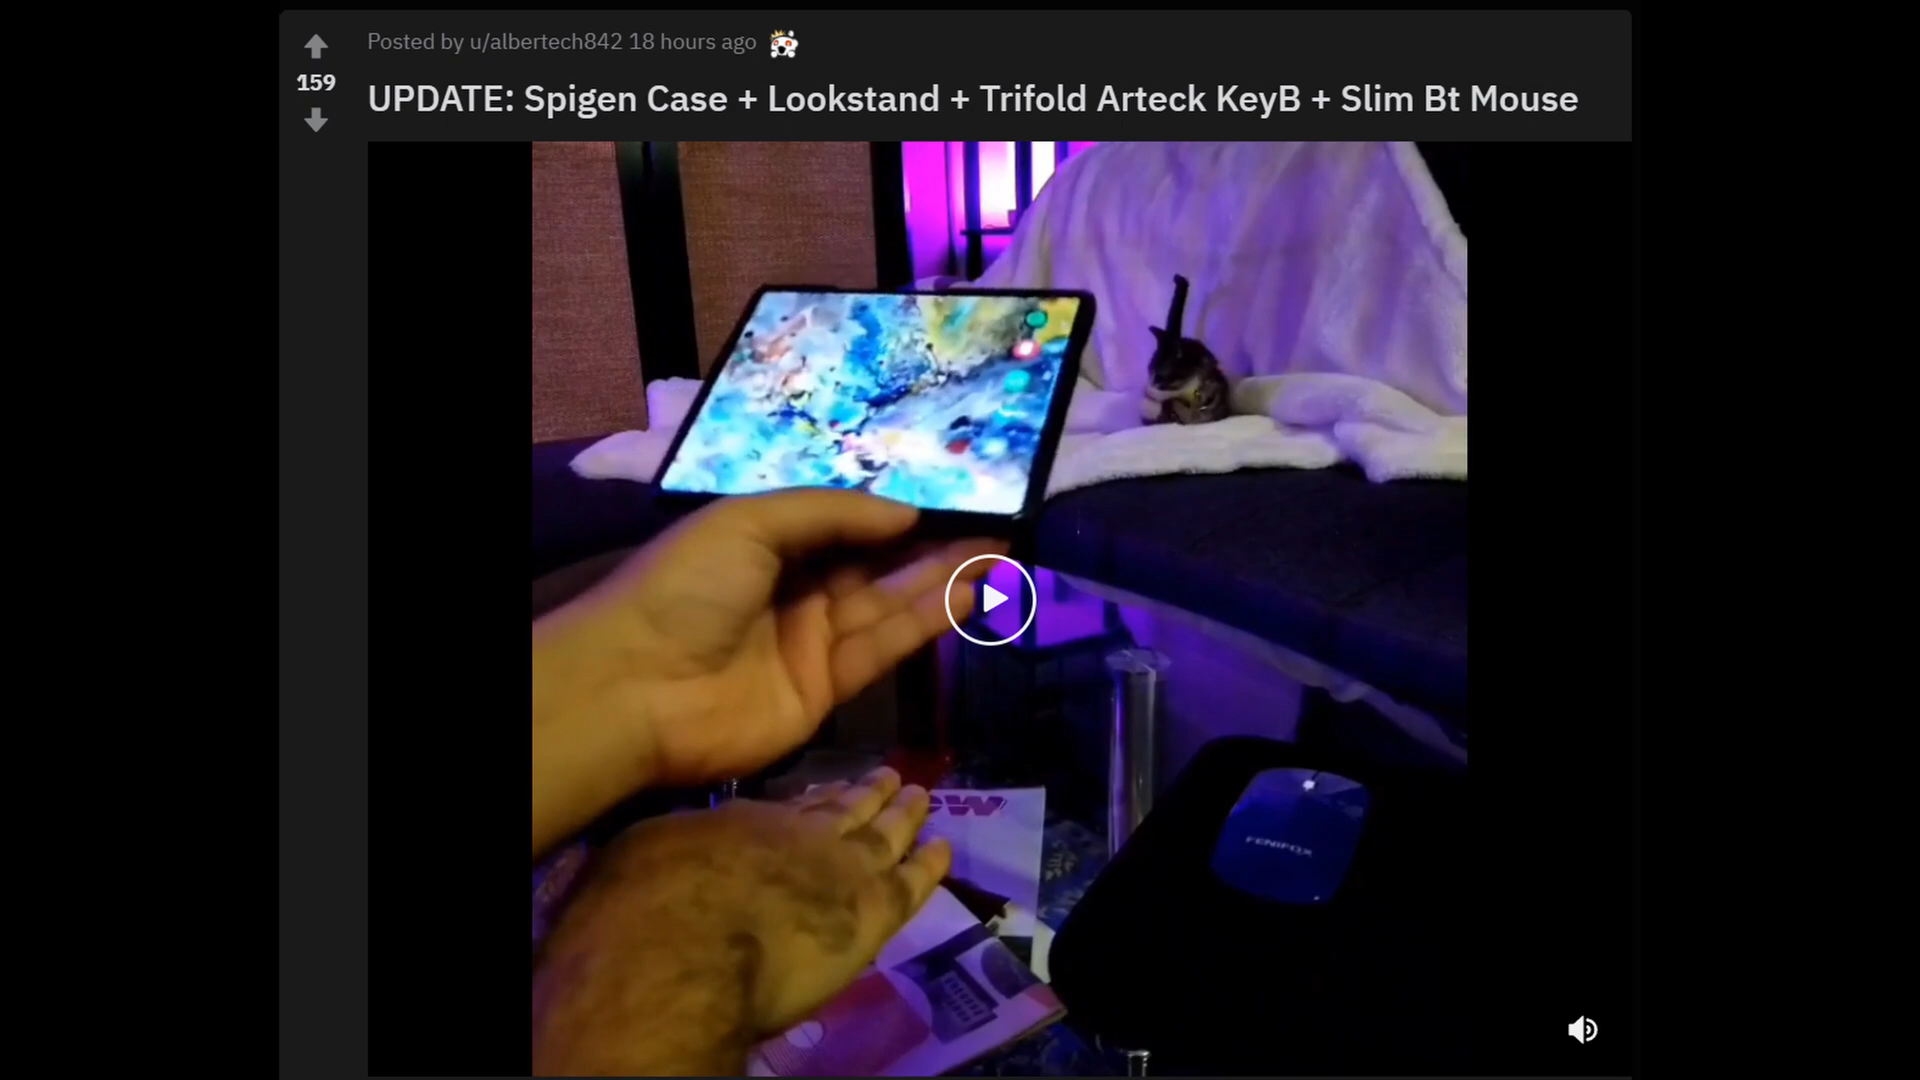 Posted by u/albertech842 18 hours ago
159
UPDATE: Spigen Case + Lookstand + Trifold Arteck KeyB + Slim Bt Mouse
FENIFOX